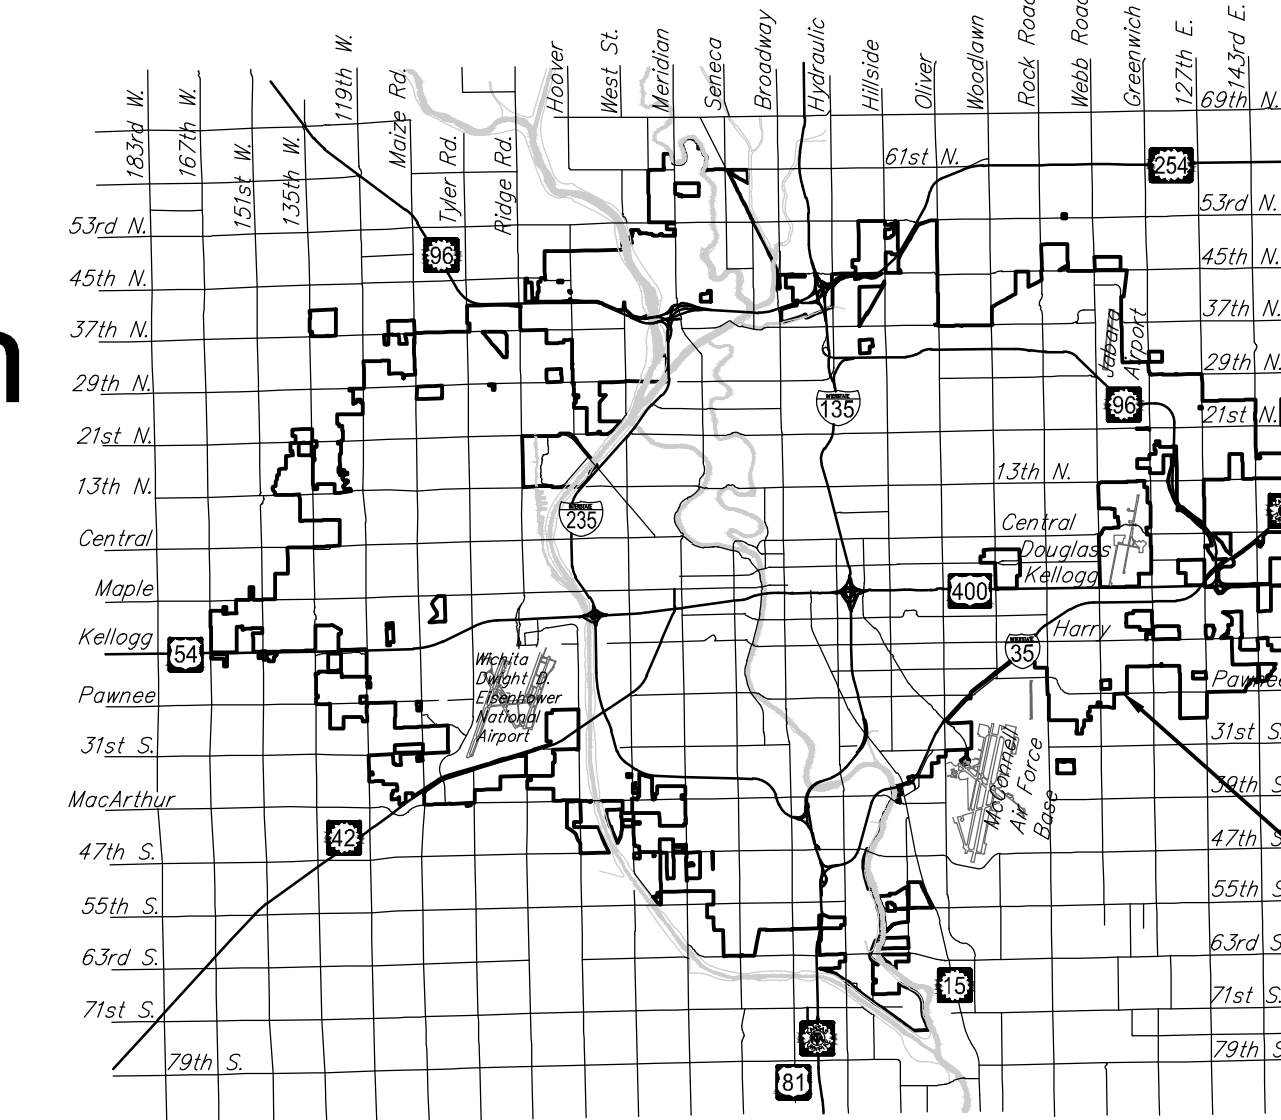 183rd W.
167th W.
151st W.
135th W.
119th W.
Maize Rd.
Tyler Rd.
Ridge Rd.
Hoover
West St.
Meridian
Seneca
Broadway
Hydraulic
Hillside
Oliver
Woodlawn
Rock Road
Webb Road
Greenwich
127th E.
143rd E.
69th N.
61st N.
254
53rd N.
53rd N.
96
45th N.
45th N.
37th N.
37th N.
Jabara
Airport
29th N.
29th N.
INTERSTATE
135
96
21st N.
21st N.
13th N.
13th N.
INTERSTATE
235
Central
Central
Douglass
Kellogg
Maple
400
Kellogg
54
Harry
INTERSTATE
35
Wichita
Dwight D.
Eisenhower
National
Airport
Pawnee
Pawnee
31st S.
31st S.
McConnell
Air Force
Base
MacArthur
39th S.
42
47th S.
47th S.
55th S.
55th S.
63rd S.
63rd S.
15
71st S.
71st S.
79th S.
79th S.
81